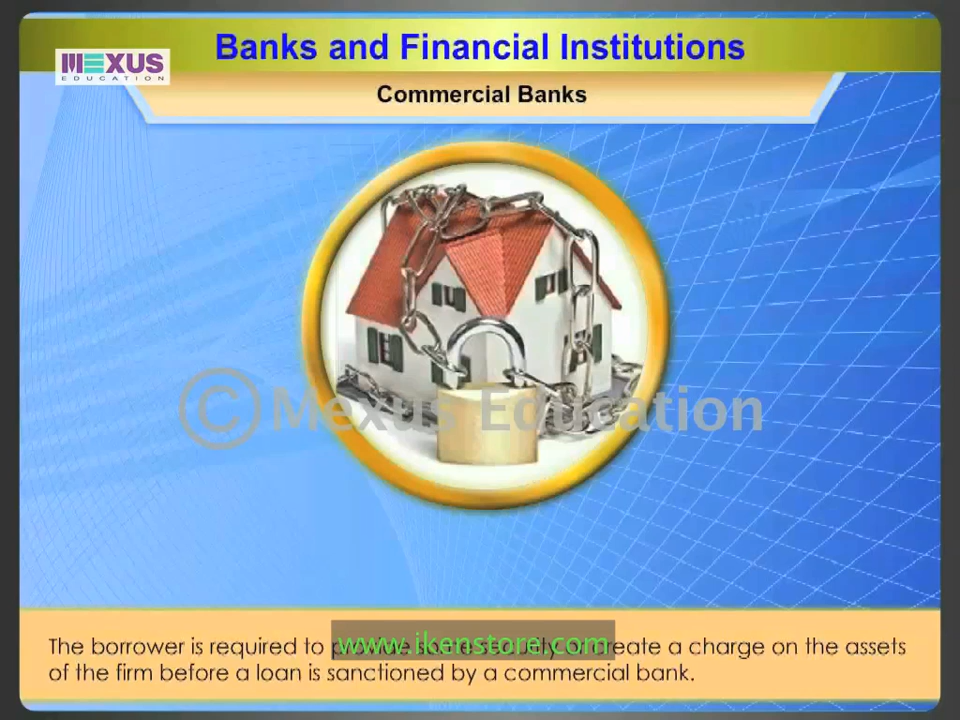 Banks and Financial Institutions
MEXUS
EDUCATION
Commercial Banks
© Mexus Education
The borrower is required to create a charge on the assets
www.ikenstore.com
of the firm before a loan is sanctioned by a commercial bank.